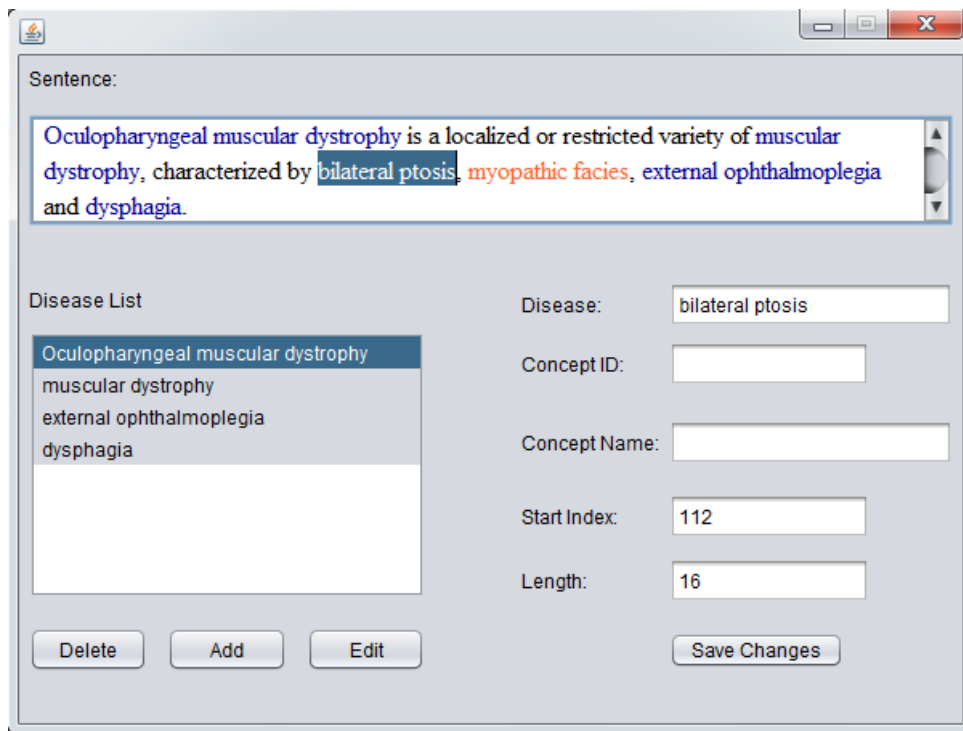 Sentence:
Oculopharyngeal muscular dystrophy is a localized or restricted variety of muscular
dystrophy, characterized by bilateral ptosis, myopathic facies, external ophthalmoplegia
and dysphagia.
Disease List
Oculopharyngeal muscular dystrophy
muscular dystrophy
external ophthalmoplegia
dysphagia
Delete
Add
Edit
Disease:
bilateral ptosis
Concept ID:
Concept Name:
Start Index:
112
Length:
16
Save Changes